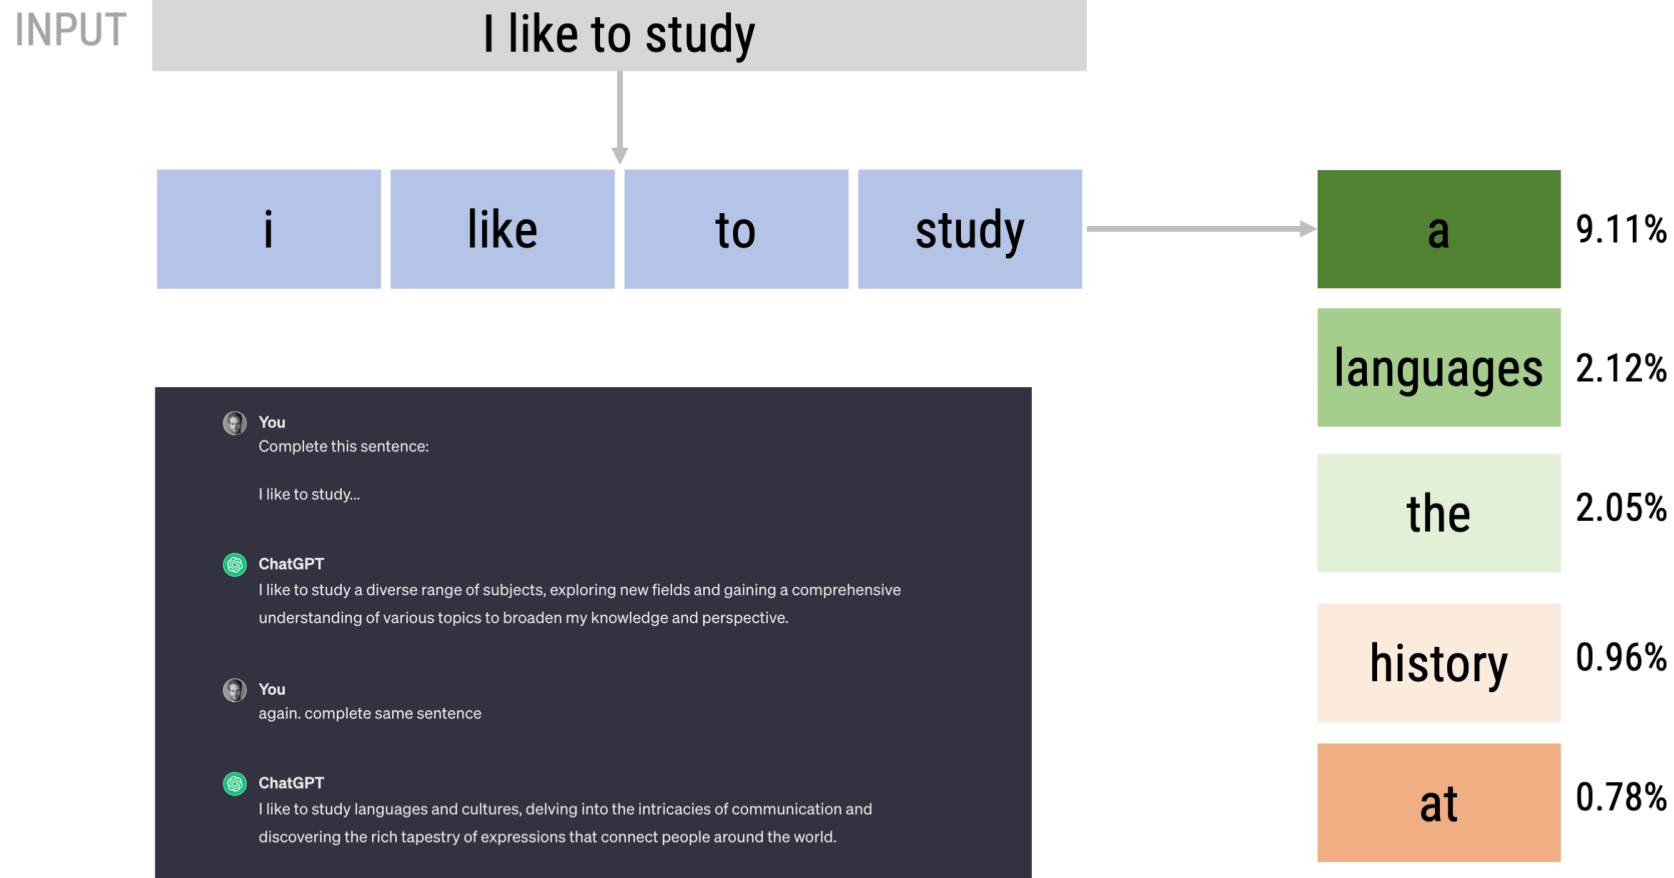 INPUT
I like to study
i like to study
a 9.11%
languages 2.12%
the 2.05%
history 0.96%
at 0.78%
You
Complete this sentence:
I like to study...
ChatGPT
I like to study a diverse range of subjects, exploring new fields and gaining a comprehensive
understanding of various topics to broaden my knowledge and perspective.
You
again. complete same sentence
ChatGPT
I like to study languages and cultures, delving into the intricacies of communication and
discovering the rich tapestry of expressions that connect people around the world.